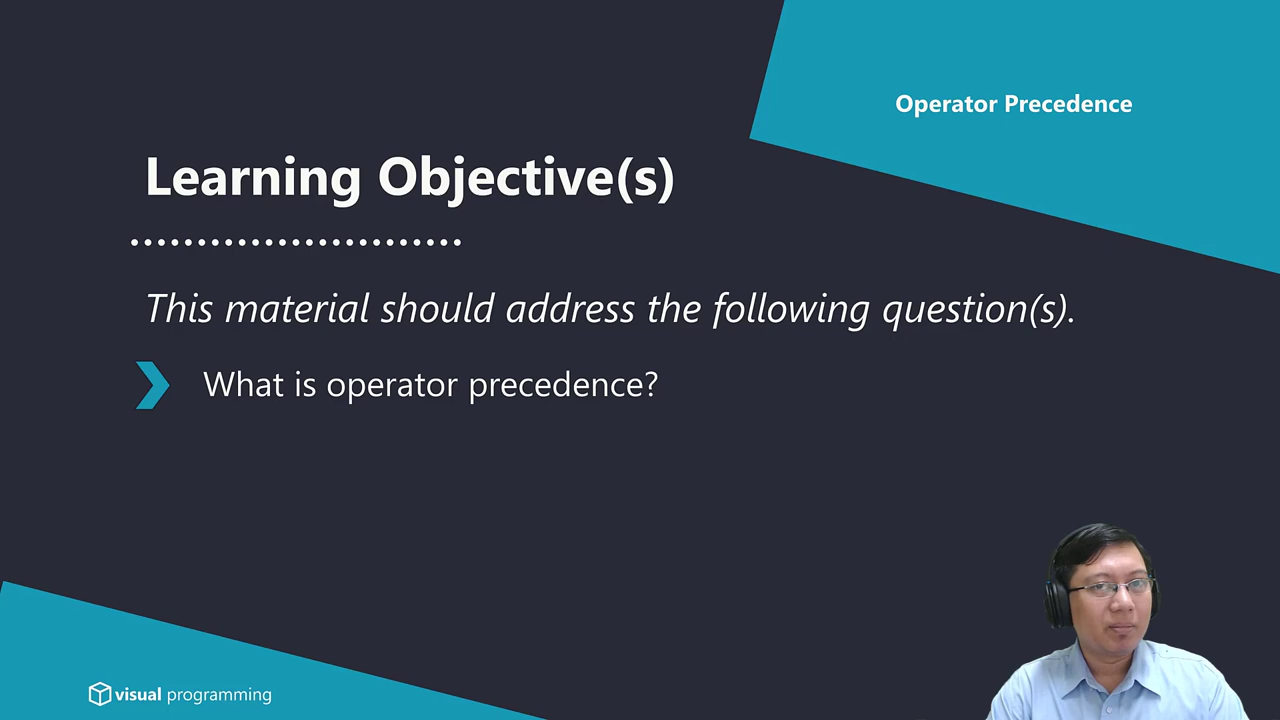 Operator Precedence
Learning Objective(s)
This material should address the following question(s).
What is operator precedence?
visual programming